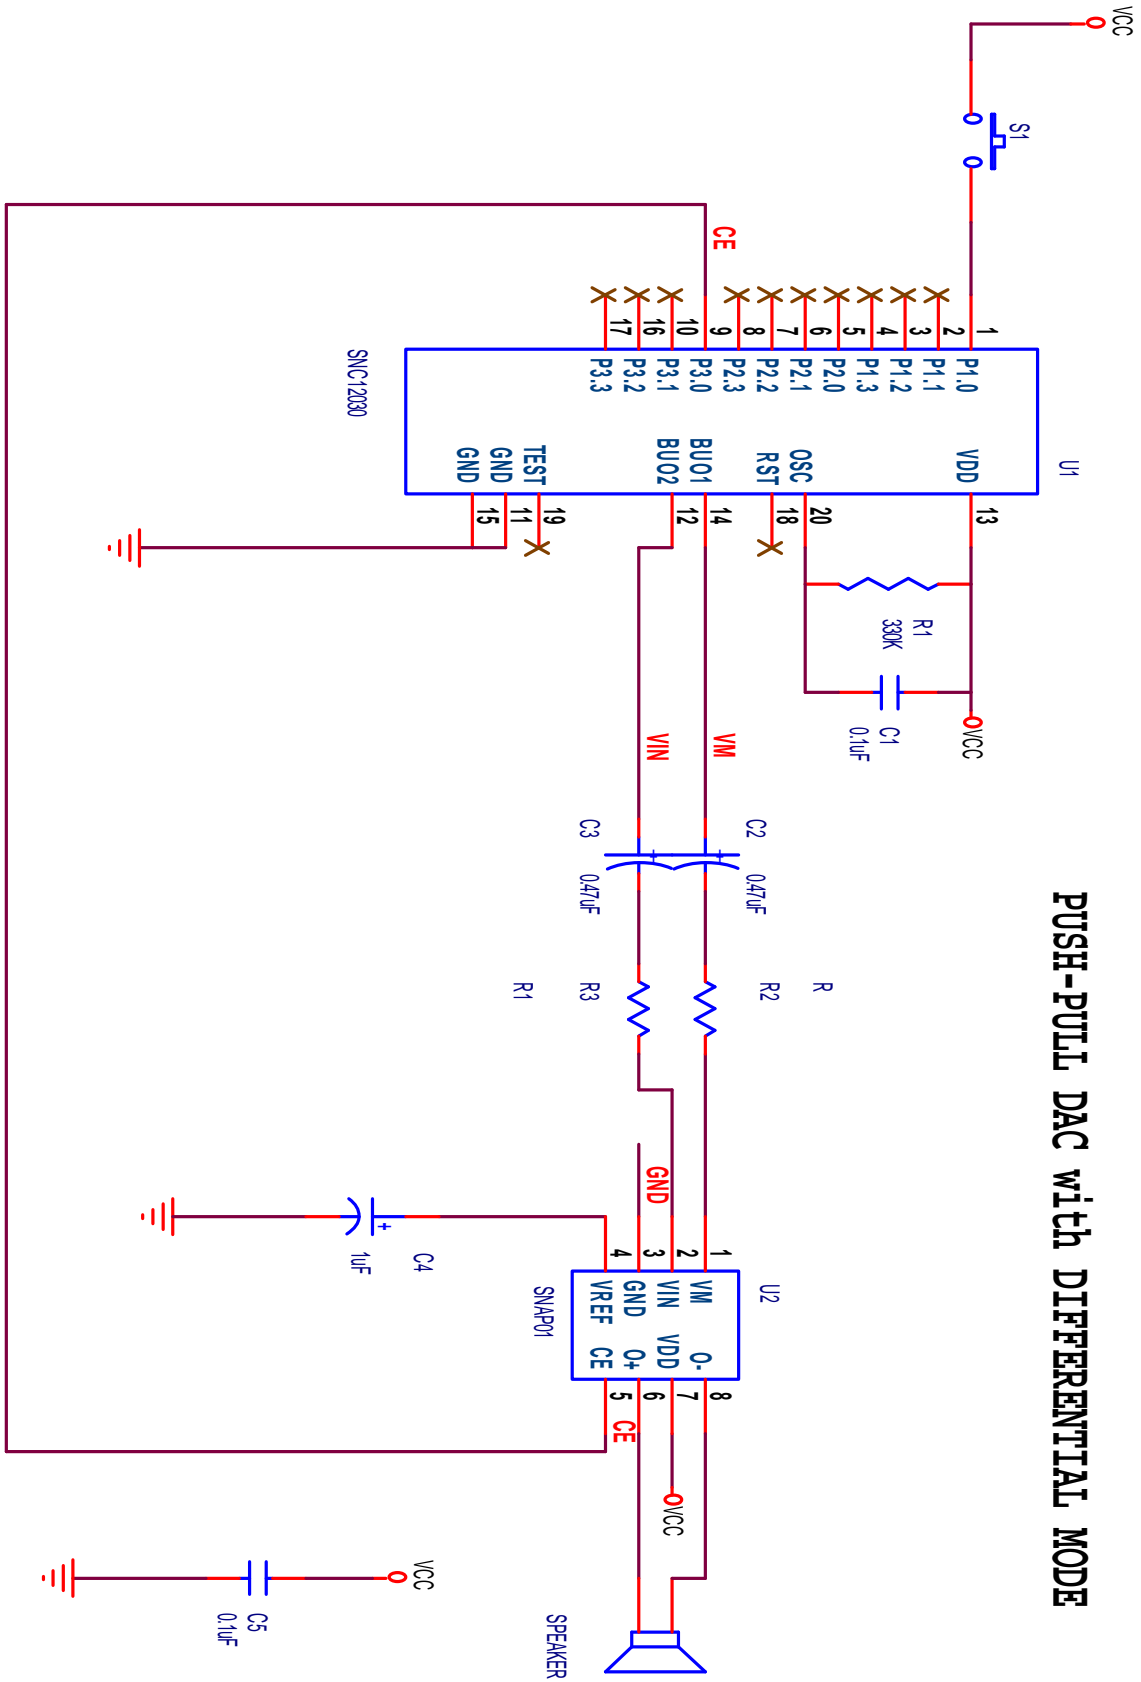 PUSH-PULL DAC with DIFFERENTIAL MODE
VCC
S1
U1
1 P1.0
2 P1.1
3 P1.2
4 P1.3
5 P2.0
6 P2.1
7 P2.2
8 P2.3
9 P3.0
10 P3.1
16 P3.2
17 P3.3
CE
VDD 13
OSC 20
RST 18
BUO1 14
BUO2 12
TEST 19
GND 11
GND 15
SNC12030
R1
330K
C1
0.1uF
VCC
VM
VIN
C2
0.47uF
C3
0.47uF
R
R2
R3
R1
GND
U2
1 VM
2 VIN
3 GND
4 VREF
O- 8
VDD 7
O+ 6
CE 5
SNAP01
CE
VCC
C4
1uF
SPEAKER
VCC
C5
0.1uF